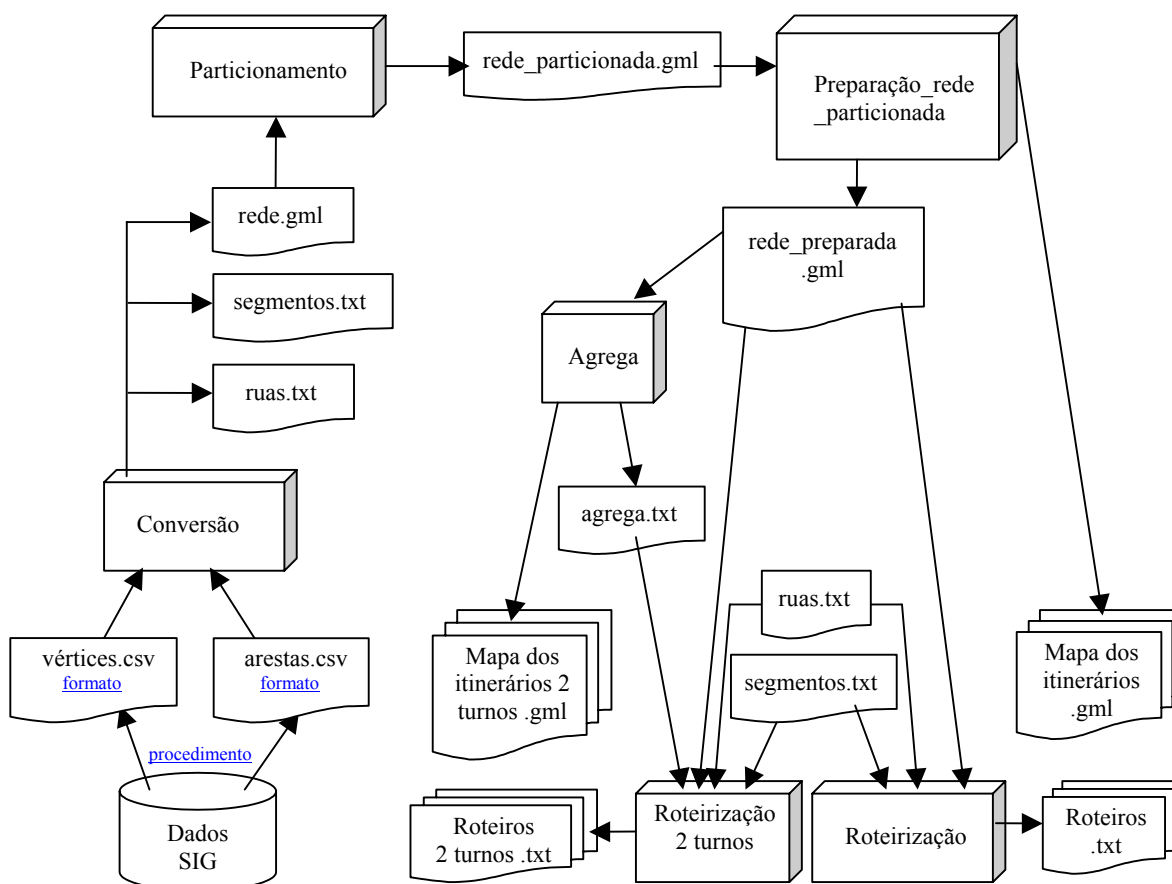 Particionamento
rede_particionada.gml
Preparação_rede
_particionada
rede.gml
segmentos.txt
ruas.txt
rede_preparada
.gml
Agrega
agrega.txt
Conversão
vértices.csv
formato
arestas.csv
formato
procedimento
Dados
SIG
Mapa dos
itinerários 2
turnos .gml
ruas.txt
segmentos.txt
Mapa dos
itinerários
.gml
Roteiros
2 turnos .txt
Roteirização
2 turnos
Roteirização
Roteiros
.txt